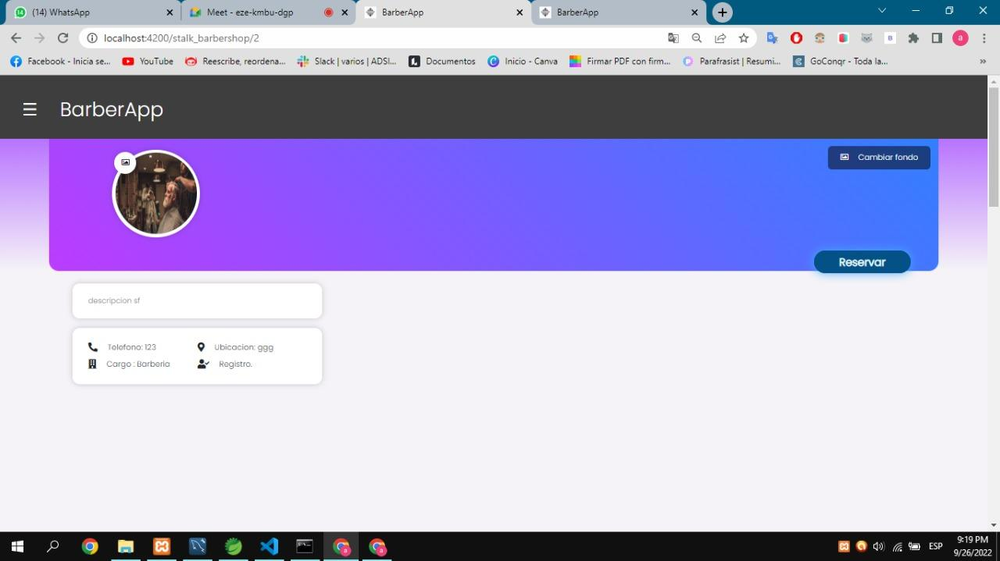 (14) WhatsApp
Meet - eze-kmbu-dgp
BarberApp
BarberApp
localhost:4200/stalk_barbershop/2
a
Facebook - Inicia se...
YouTube
Reescribe, reordena...
Slack | varios | ADSI...
Documentos
Inicio - Canva
Firmar PDF con firm...
Parafrasist | Resumi...
GoConqr - Toda la...
BarberApp
Cambiar fondo
Reservar
descripcion sf
Telefono: 123
Ubicacion: ggg
Cargo : Barberia
Registro.
ESP
9:19 PM
9/26/2022